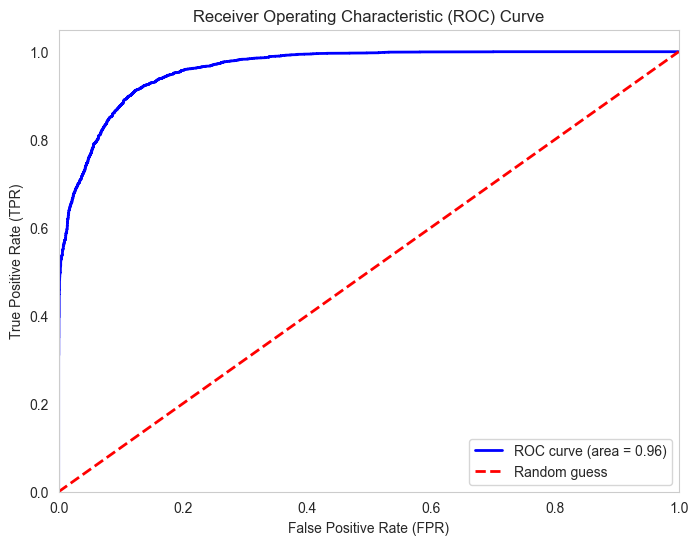 Receiver Operating Characteristic (ROC) Curve
1.0
0.8
0.6
0.4
0.2
0.0
True Positive Rate (TPR)
ROC curve (area = 0.96)
Random guess
0.0 0.2 0.4 0.6 0.8 1.0
False Positive Rate (FPR)